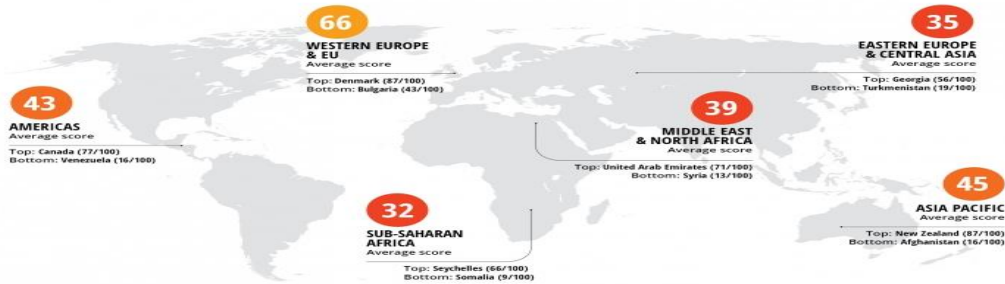 66
WESTERN EUROPE
& EU
Average score
Top: Denmark (87/100)
Bottom: Bulgaria (43/100)
35
EASTERN EUROPE
& CENTRAL ASIA
Average score
Top: Georgia (56/100)
Bottom: Turkmenistan (19/100)
43
AMERICAS
Average score
Top: Canada (77/100)
Bottom: Venezuela (16/100)
39
MIDDLE EAST
& NORTH AFRICA
Average score
Top: United Arab Emirates (71/100)
Bottom: Syria (13/100)
45
ASIA PACIFIC
Average score
Top: New Zealand (87/100)
Bottom: Afghanistan (16/100)
32
SUB-SAHARAN
AFRICA
Average score
Top: Seychelles (66/100)
Bottom: Somalia (9/100)